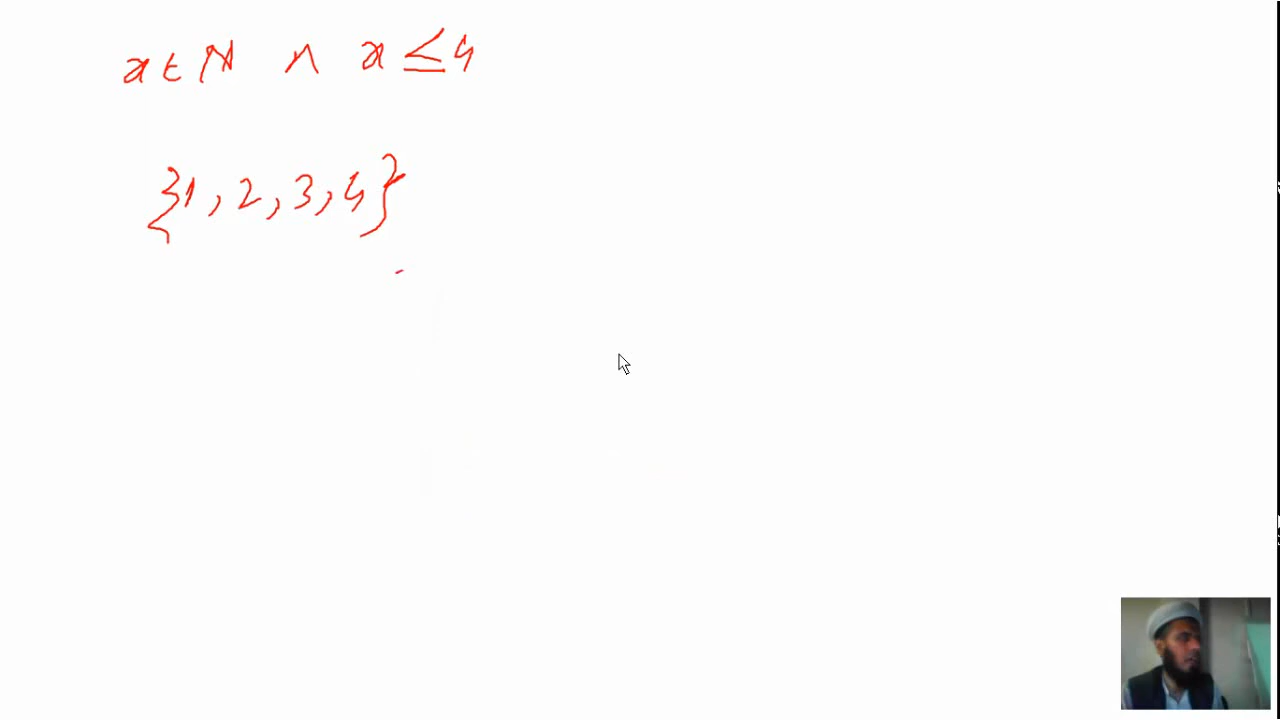 x ∈ N ∧ x ≤ 4
{1, 2, 3, 4}